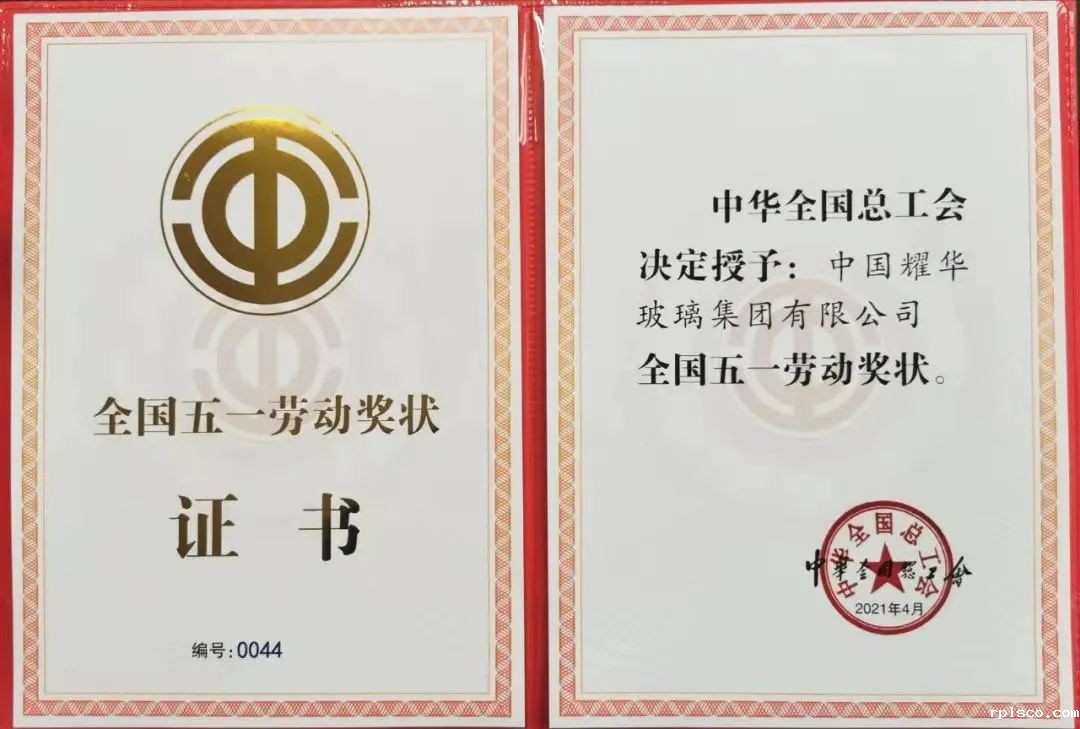 全国五一劳动奖状
证 书
编号:0044
中华全国总工会
决定授予：中国耀华
玻璃集团有限公司
全国五一劳动奖状。
中华全国总工会
中华全国總工會
2021年4月
rplsco.com